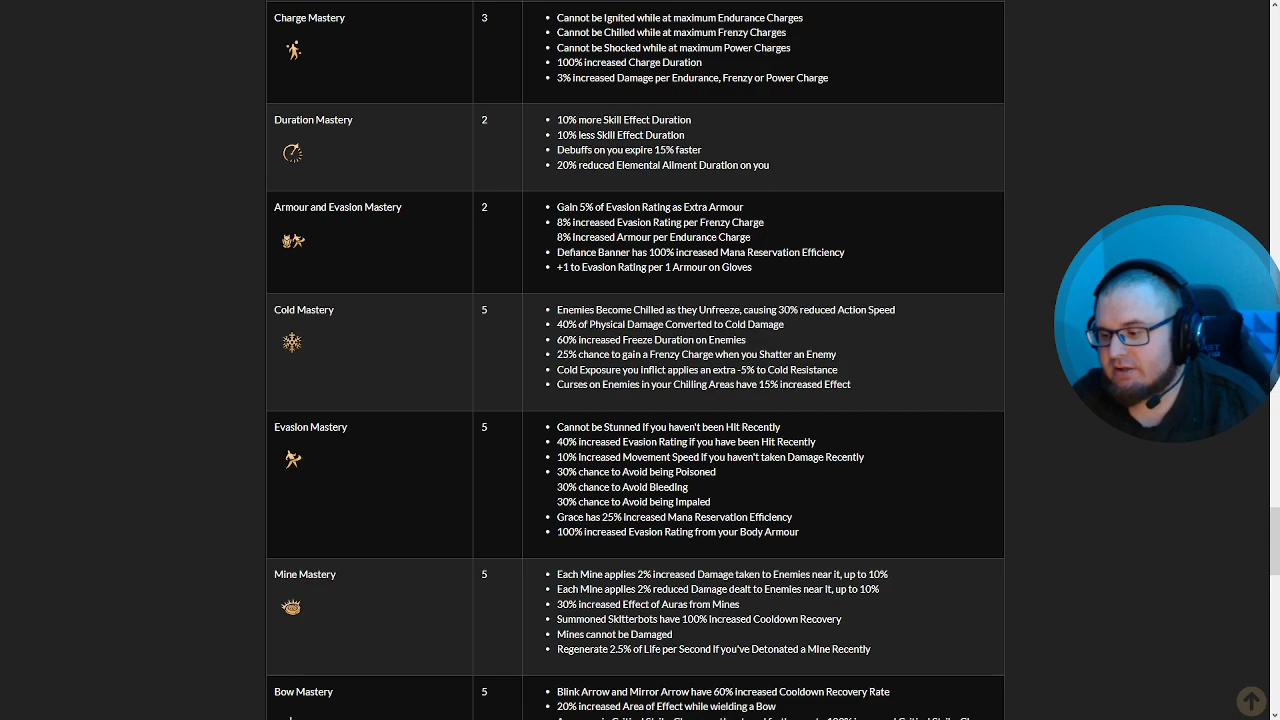 Charge Mastery
3
Cannot be Ignited while at maximum Endurance Charges
Cannot be Chilled while at maximum Frenzy Charges
Cannot be Shocked while at maximum Power Charges
100% increased Charge Duration
3% increased Damage per Endurance, Frenzy or Power Charge
Duration Mastery
2
10% more Skill Effect Duration
10% less Skill Effect Duration
Debuffs on you expire 15% faster
20% reduced Elemental Ailment Duration on you
Armour and Evasion Mastery
2
Gain 5% of Evasion Rating as Extra Armour
8% increased Evasion Rating per Frenzy Charge
8% increased Armour per Endurance Charge
Defiance Banner has 100% increased Mana Reservation Efficiency
+1 to Evasion Rating per 1 Armour on Gloves
Cold Mastery
5
Enemies Become Chilled as they Unfreeze, causing 30% reduced Action Speed
40% of Physical Damage Converted to Cold Damage
60% increased Freeze Duration on Enemies
25% chance to gain a Frenzy Charge when you Shatter an Enemy
Cold Exposure you inflict applies an extra -5% to Cold Resistance
Curses on Enemies in your Chilling Areas have 15% increased Effect
Evasion Mastery
5
Cannot be Stunned if you haven't been Hit Recently
40% increased Evasion Rating if you have been Hit Recently
10% increased Movement Speed if you haven't taken Damage Recently
30% chance to Avoid being Poisoned
30% chance to Avoid Bleeding
30% chance to Avoid being Impaled
Grace has 25% increased Mana Reservation Efficiency
100% increased Evasion Rating from your Body Armour
Mine Mastery
5
Each Mine applies 2% increased Damage taken to Enemies near it, up to 10%
Each Mine applies 2% reduced Damage dealt to Enemies near it, up to 10%
30% increased Effect of Auras from Mines
Summoned Skitterbots have 100% increased Cooldown Recovery
Mines cannot be Damaged
Regenerate 2.5% of Life per Second if you've Detonated a Mine Recently
Bow Mastery
5
Blink Arrow and Mirror Arrow have 60% increased Cooldown Recovery Rate
20% increased Area of Effect while wielding a Bow